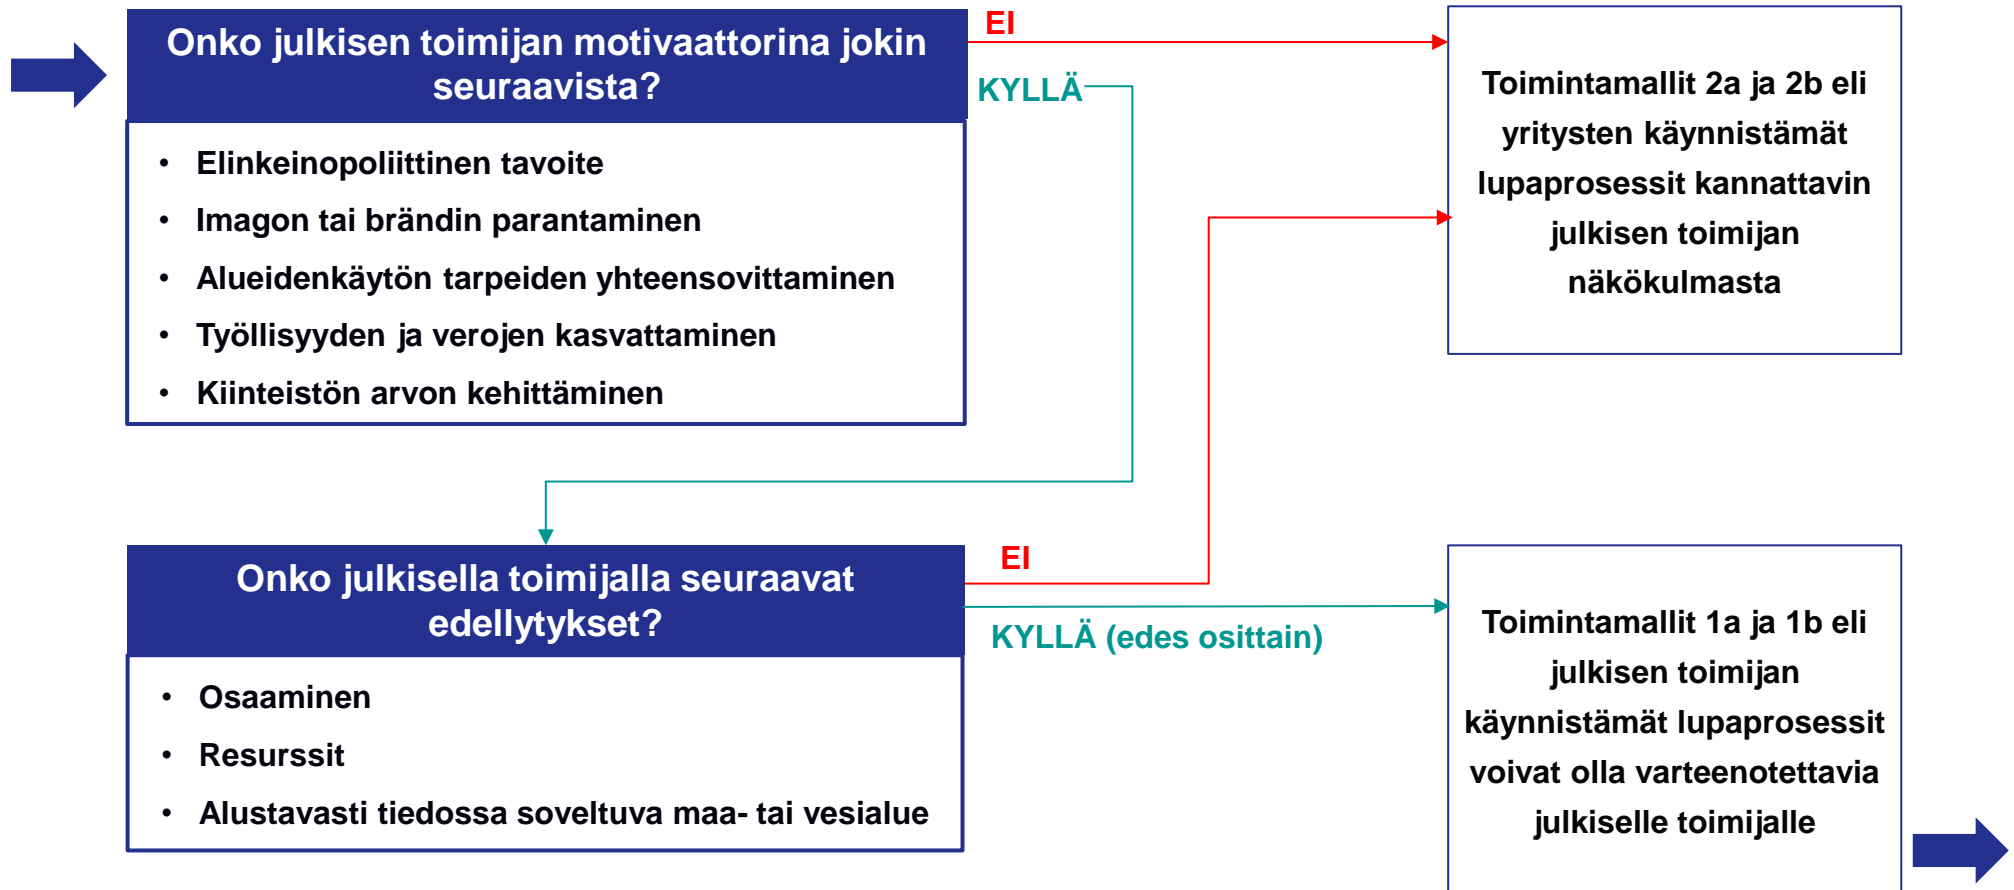 Onko julkisen toimijan motivaattorina jokin
seuraavista?
EI
KYLLÄ
• Elinkeinopoliittinen tavoite
• Imagon tai brändin parantaminen
• Alueidenkäytön tarpeiden yhteensovittaminen
• Työllisyyden ja verojen kasvattaminen
• Kiinteistön arvon kehittäminen
Toimintamallit 2a ja 2b eli
yritysten käynnistämät
lupaprosessit kannattavin
julkisen toimijan
näkökulmasta
Onko julkisella toimijalla seuraavat
edellytykset?
EI
KYLLÄ (edes osittain)
• Osaaminen
• Resurssit
• Alustavasti tiedossa soveltuva maa- tai vesialue
Toimintamallit 1a ja 1b eli
julkisen toimijan
käynnistämät lupaprosessit
voivat olla varteenotettavia
julkiselle toimijalle